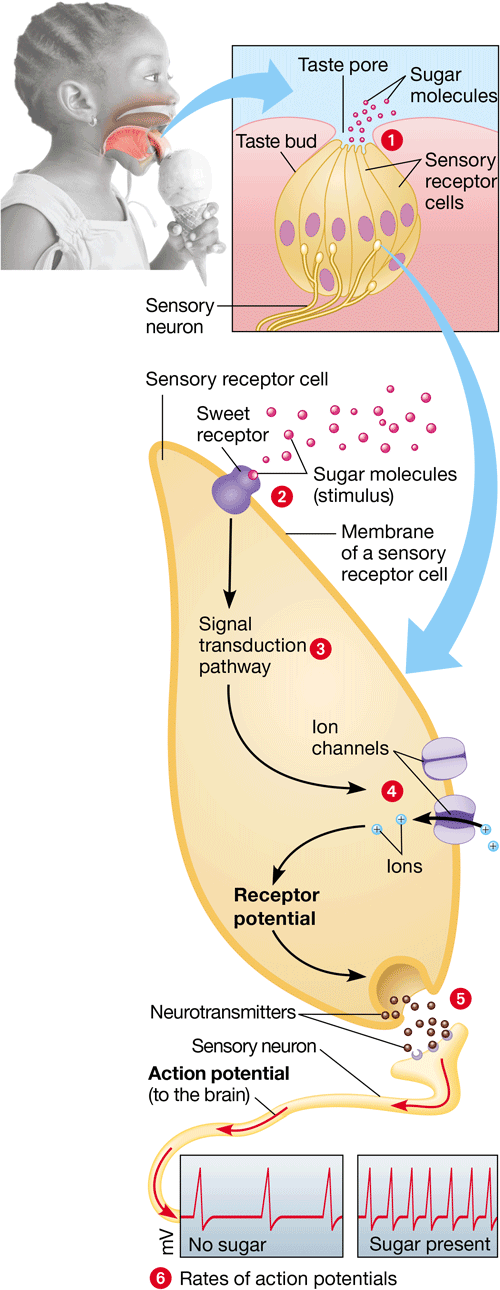 Taste pore
Sugar
molecules
1
Taste bud
Sensory
receptor
cells
Sensory
neuron
Sensory receptor cell
Sweet
receptor
2
Sugar molecules
(stimulus)
Membrane
of a sensory
receptor cell
Signal
transduction
pathway
3
Ion
channels
4
+
+
+
+
Ions
Receptor
potential
5
Neurotransmitters
Sensory neuron
Action potential
(to the brain)
mV
No sugar
Sugar present
6 Rates of action potentials